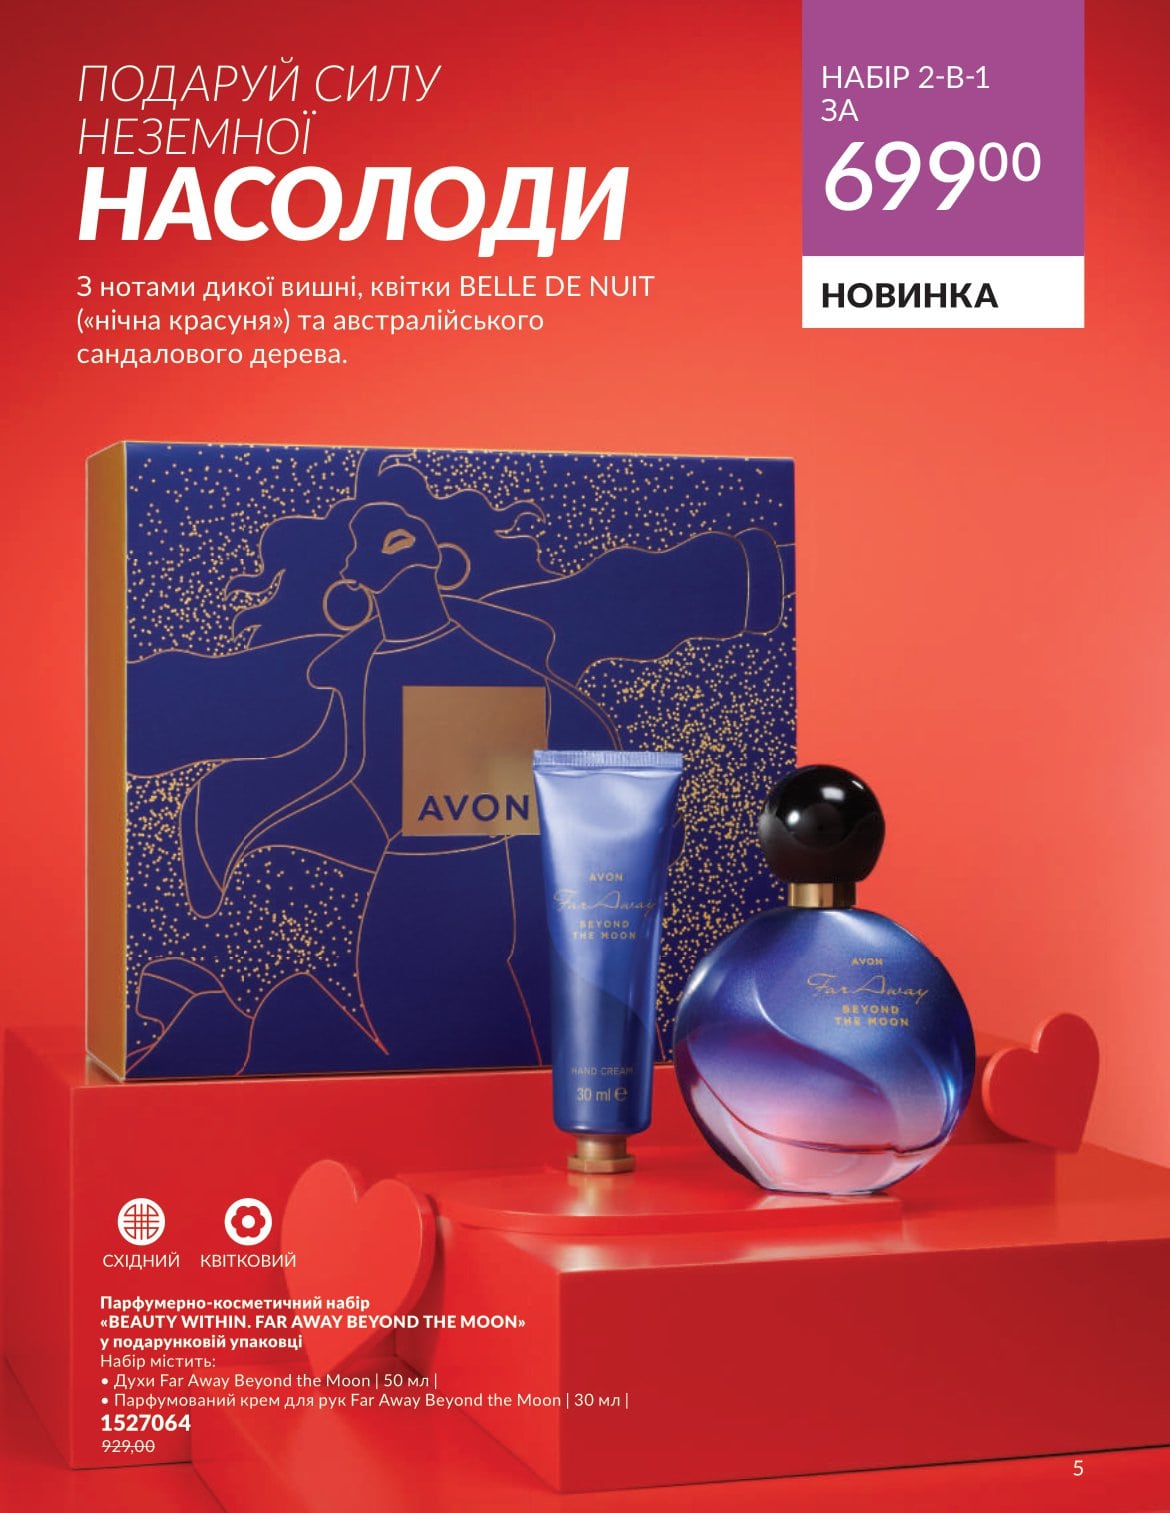 ПОДАРУЙ СИЛУ
НЕЗЕМНОЇ
НАСОЛОДИ
З нотами дикої вишні, квітки BELLE DE NUIT
(«нічна красуня») та австралійського
сандалового дерева.
НАБІР 2-В-1
ЗА
699⁰⁰
НОВИНКА
AVON
AVON
Far Away
BEYOND
THE MOON
HAND CREAM
30 ml ℮
AVON
Far Away
BEYOND
THE MOON
СХІДНИЙ КВІТКОВИЙ
Парфумерно-косметичний набір
«BEAUTY WITHIN. FAR AWAY BEYOND THE MOON»
у подарунковій упаковці
Набір містить:
• Духи Far Away Beyond the Moon | 50 мл |
• Парфумований крем для рук Far Away Beyond the Moon | 30 мл |
1527064
929,00
5